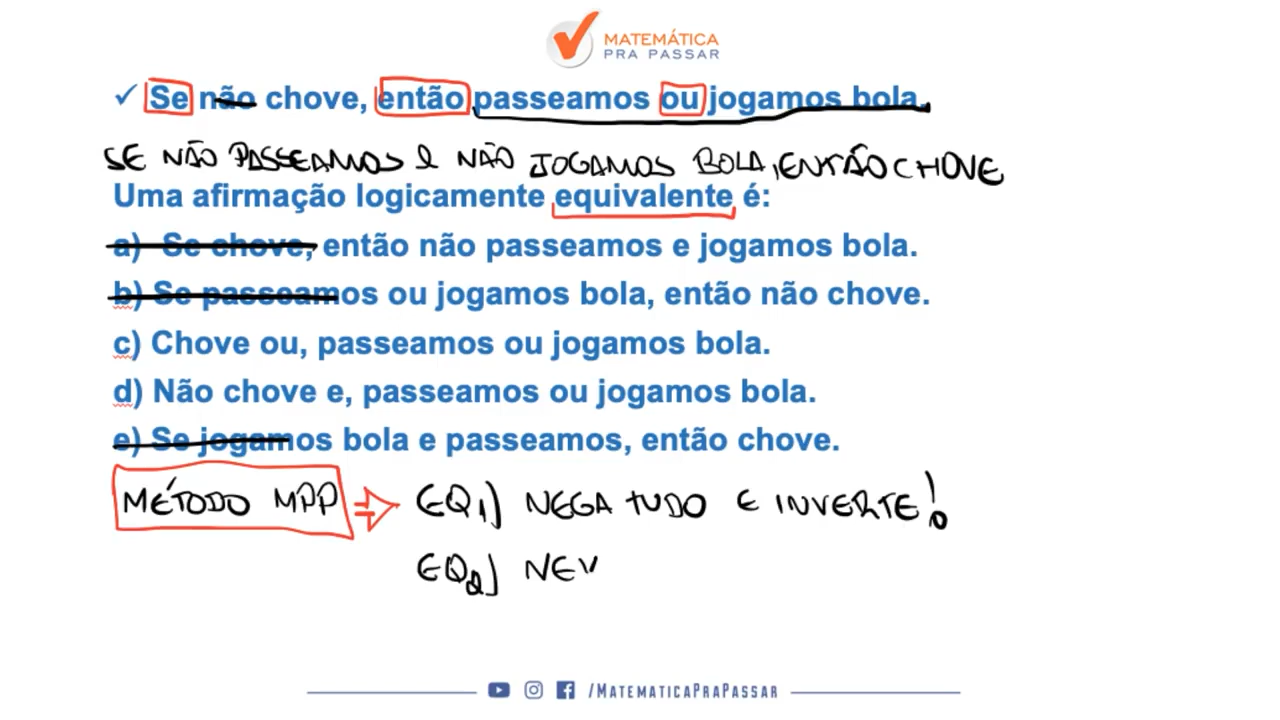 MATEMÁTICA
PRA PASSAR
✓ Se não chove, então passeamos ou jogamos bola.
SE NÃO PASSEAMOS E NÃO JOGAMOS BOLA, ENTÃO CHOVE
Uma afirmação logicamente equivalente é:
a) Se chove, então não passeamos e jogamos bola.
b) Se passeamos ou jogamos bola, então não chove.
c) Chove ou, passeamos ou jogamos bola.
d) Não chove e, passeamos ou jogamos bola.
e) Se jogamos bola e passeamos, então chove.
MÉTODO MPP ⇒ EQ1) NEGA TUDO E INVERTE!
EQ2) NEY
/MATEMATICAPRAPASSAR